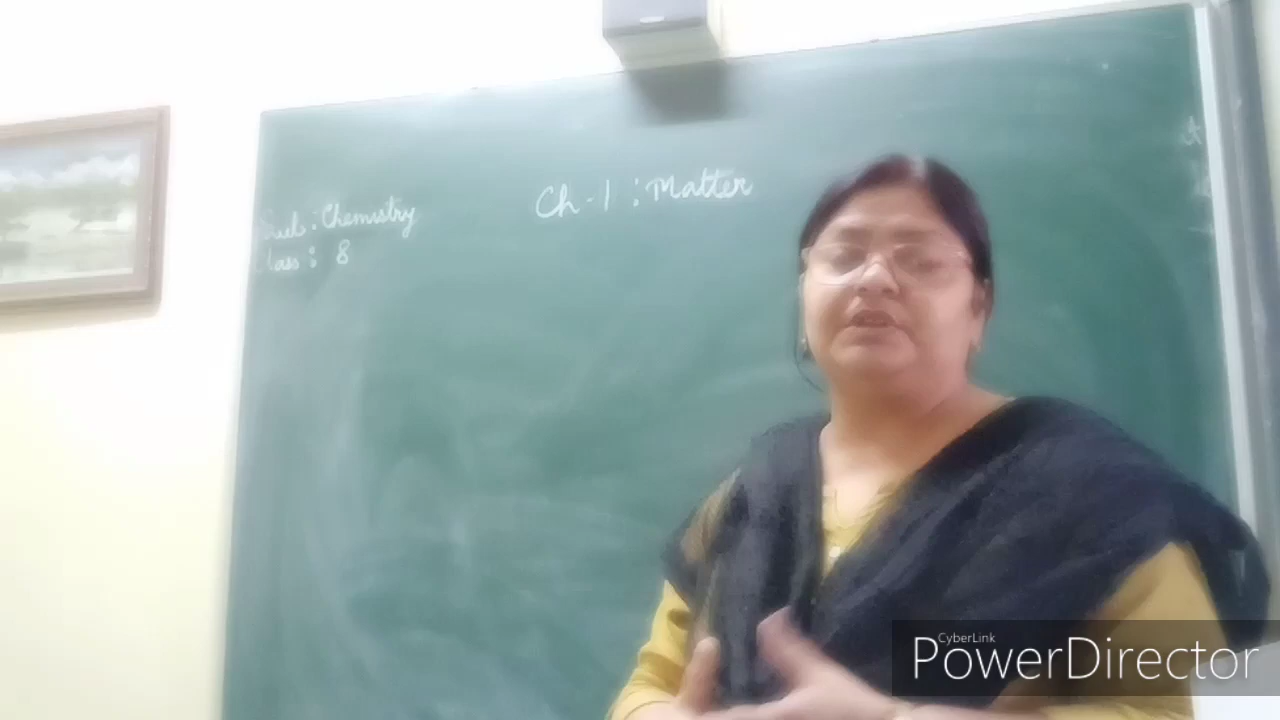 Ch-1 : Matter
: Chemistry
: 8
CyberLink
PowerDirector